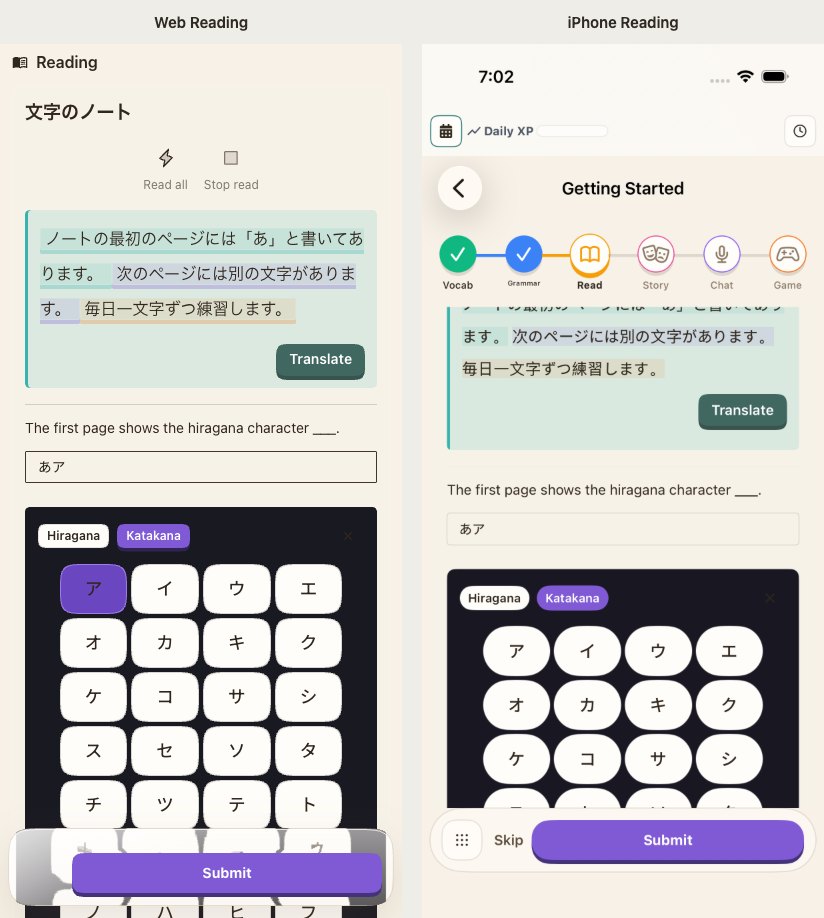 Web Reading
Reading
文字のノート
Read all
Stop read
ノートの最初のページには「あ」と書いてあ
ります。 次のページには別の文字がありま
す。 毎日一文字ずつ練習します。
Translate
The first page shows the hiragana character ___.
あア
Hiragana Katakana ×
ア イ ウ エ
オ カ キ ク
ケ コ サ シ
ス セ ソ タ
チ ツ テ ト
Submit
ノ ハ ヒ フ
iPhone Reading
7:02
Daily XP
Getting Started
Vocab Grammar Read Story Chat Game
ます。 次のページには別の文字があります。
毎日一文字ずつ練習します。
Translate
The first page shows the hiragana character ___.
あア
Hiragana Katakana ×
ア イ ウ エ
オ カ キ ク
ケ コ サ シ
Skip Submit